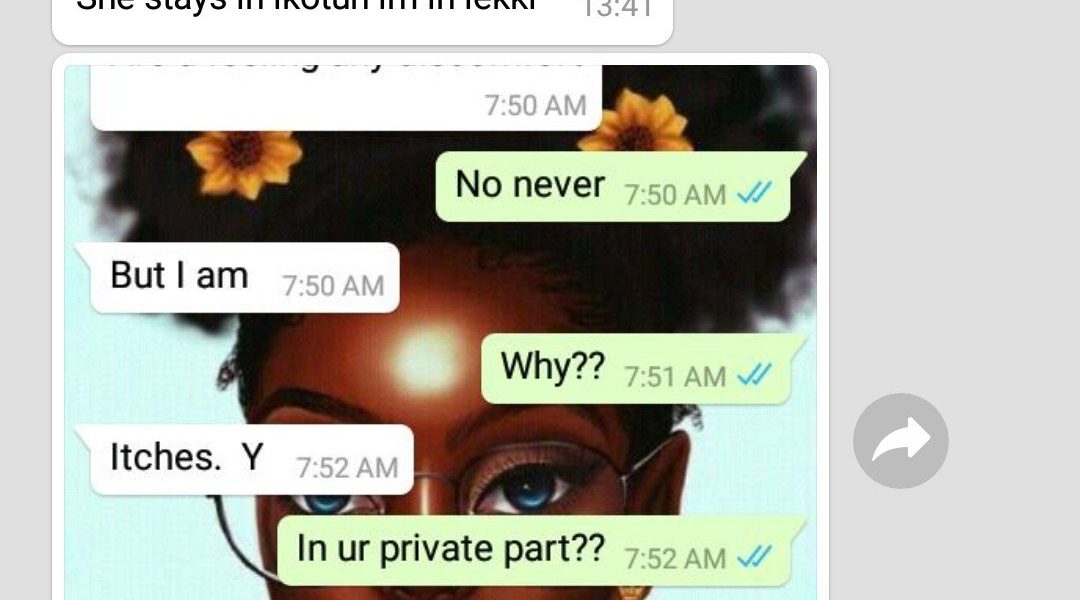 She stays in ikotun im in lekki 13:41
7:50 AM
No never 7:50 AM
But I am 7:50 AM
Why?? 7:51 AM
Itches. Y 7:52 AM
In ur private part?? 7:52 AM